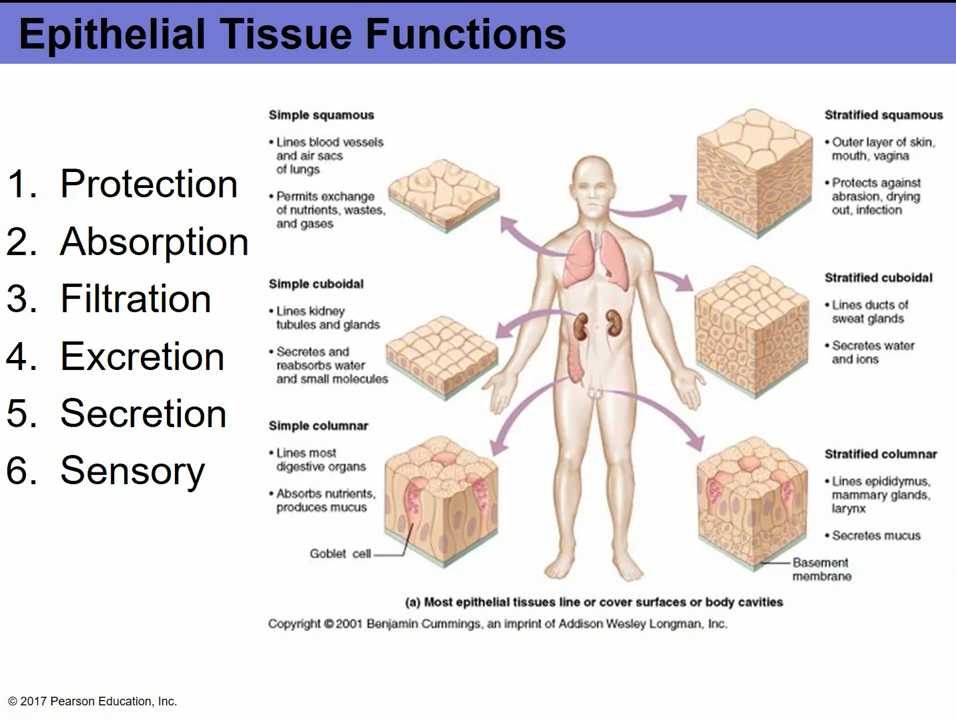 Epithelial Tissue Functions
1. Protection
2. Absorption
3. Filtration
4. Excretion
5. Secretion
6. Sensory
Simple squamous
• Lines blood vessels
and air sacs
of lungs
• Permits exchange
of nutrients, wastes,
and gases
Simple cuboidal
• Lines kidney
tubules and glands
• Secretes and
reabsorbs water
and small molecules
Simple columnar
• Lines most
digestive organs
• Absorbs nutrients,
produces mucus
Goblet cell
Stratified squamous
• Outer layer of skin,
mouth, vagina
• Protects against
abrasion, drying
out, infection
Stratified cuboidal
• Lines ducts of
sweat glands
• Secretes water
and ions
Stratified columnar
• Lines epididymus,
mammary glands,
larynx
• Secretes mucus
Basement
membrane
(a) Most epithelial tissues line or cover surfaces or body cavities
Copyright © 2001 Benjamin Cummings, an imprint of Addison Wesley Longman, Inc.
© 2017 Pearson Education, Inc.